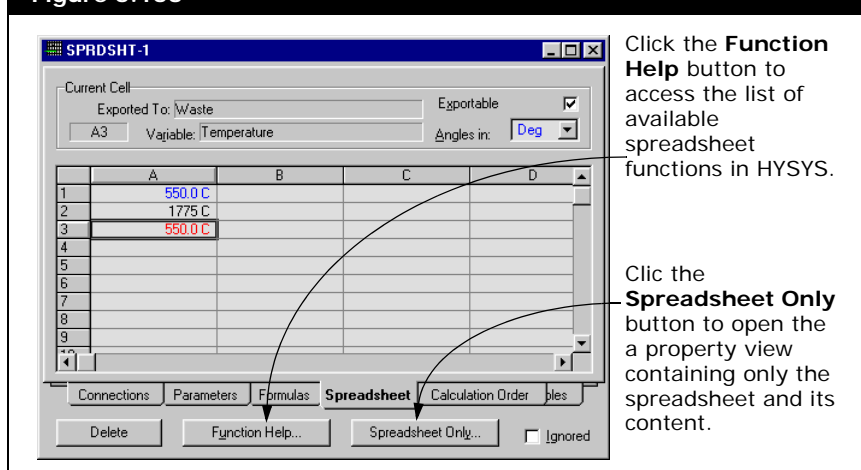 SPRDSHT-1
Current Cell
Exported To: Waste
Exportable
A3 Variable: Temperature
Angles in: Deg
A B C D
1 550.0 C
2 1775 C
3 550.0 C
4
5
6
7
8
9
Connections Parameters Formulas Spreadsheet Calculation Order bles
Delete Function Help... Spreadsheet Only... Ignored
Click the Function
Help button to
access the list of
available
spreadsheet
functions in HYSYS.
Clic the
Spreadsheet Only
button to open the
a property view
containing only the
spreadsheet and its
content.